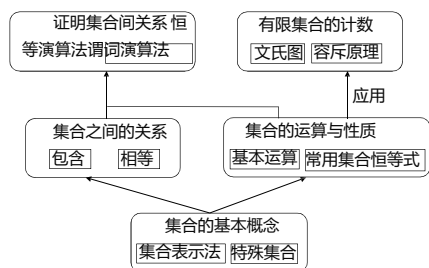 证明集合间关系 恒
等演算法谓词演算法
有限集合的计数
文氏图 容斥原理
应用
集合之间的关系
包含 相等
集合的运算与性质
基本运算 常用集合恒等式
集合的基本概念
集合表示法 特殊集合